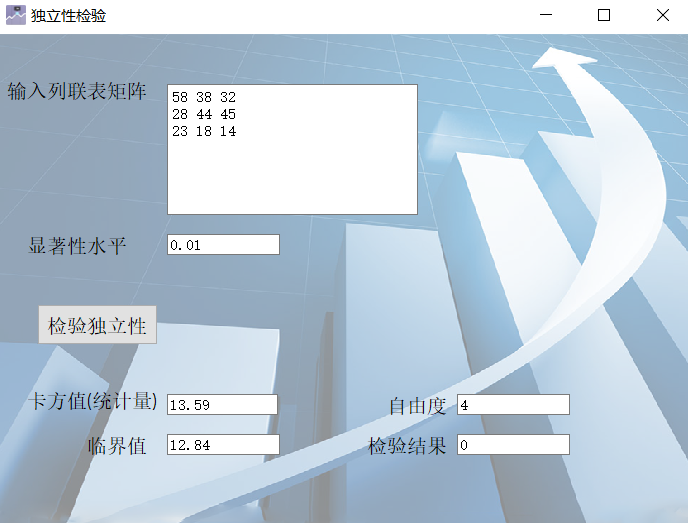 独立性检验
输入列联表矩阵
58 38 32
28 44 45
23 18 14
显著性水平 0.01
检验独立性
卡方值(统计量) 13.59 自由度 4
临界值 12.84 检验结果 0